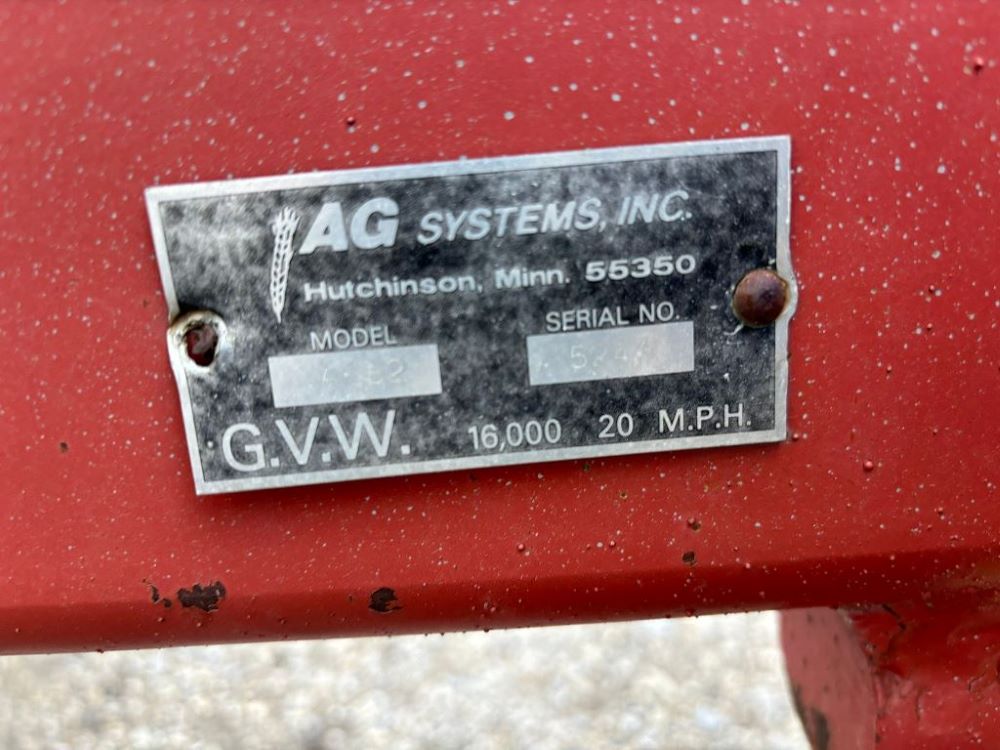 AG SYSTEMS, INC.
Hutchinson, Minn. 55350
MODEL
SERIAL NO.
G.V.W. 16,000 20 M.P.H.